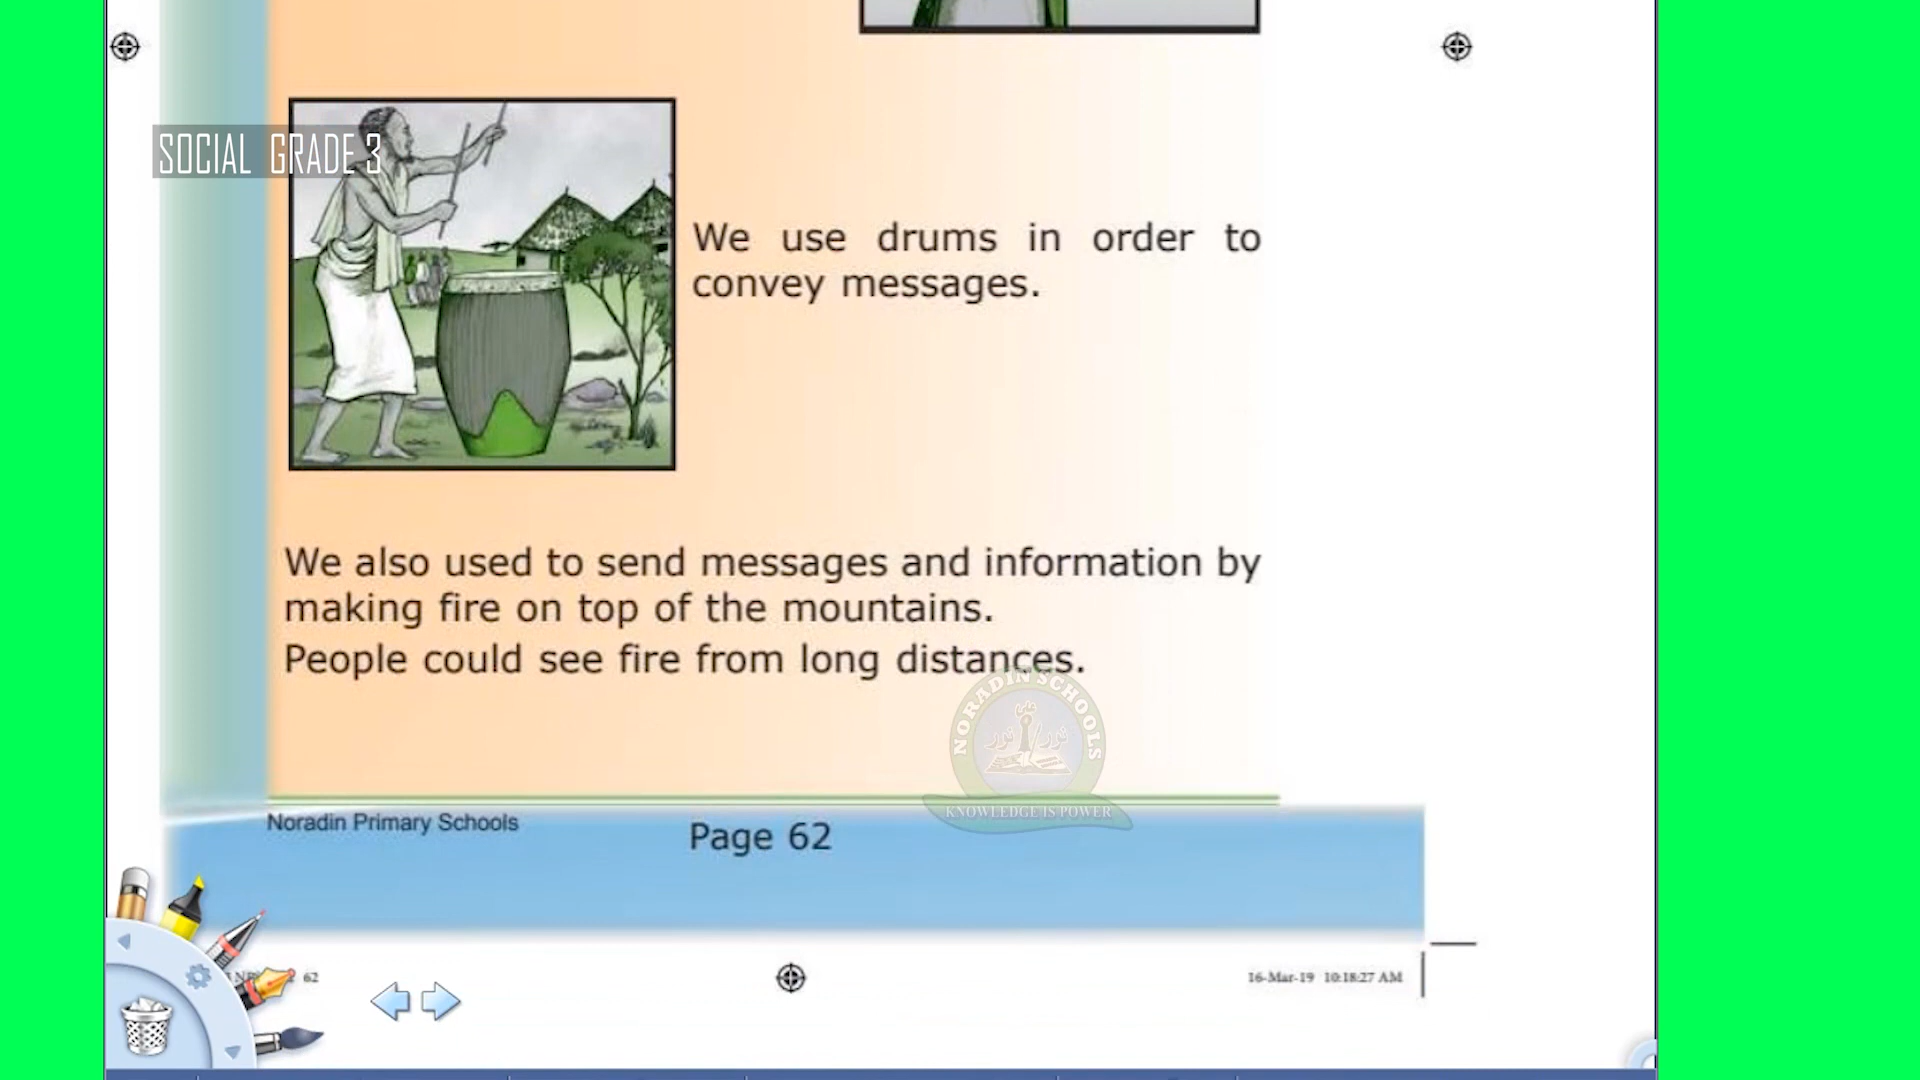 SOCIAL GRADE 3
We use drums in order to
convey messages.
We also used to send messages and information by
making fire on top of the mountains.
People could see fire from long distances.
NORADIN SCHOOLS
KNOWLEDGE IS POWER
Noradin Primary Schools
Page 62
62
16-Mar-19 10:18:27 AM